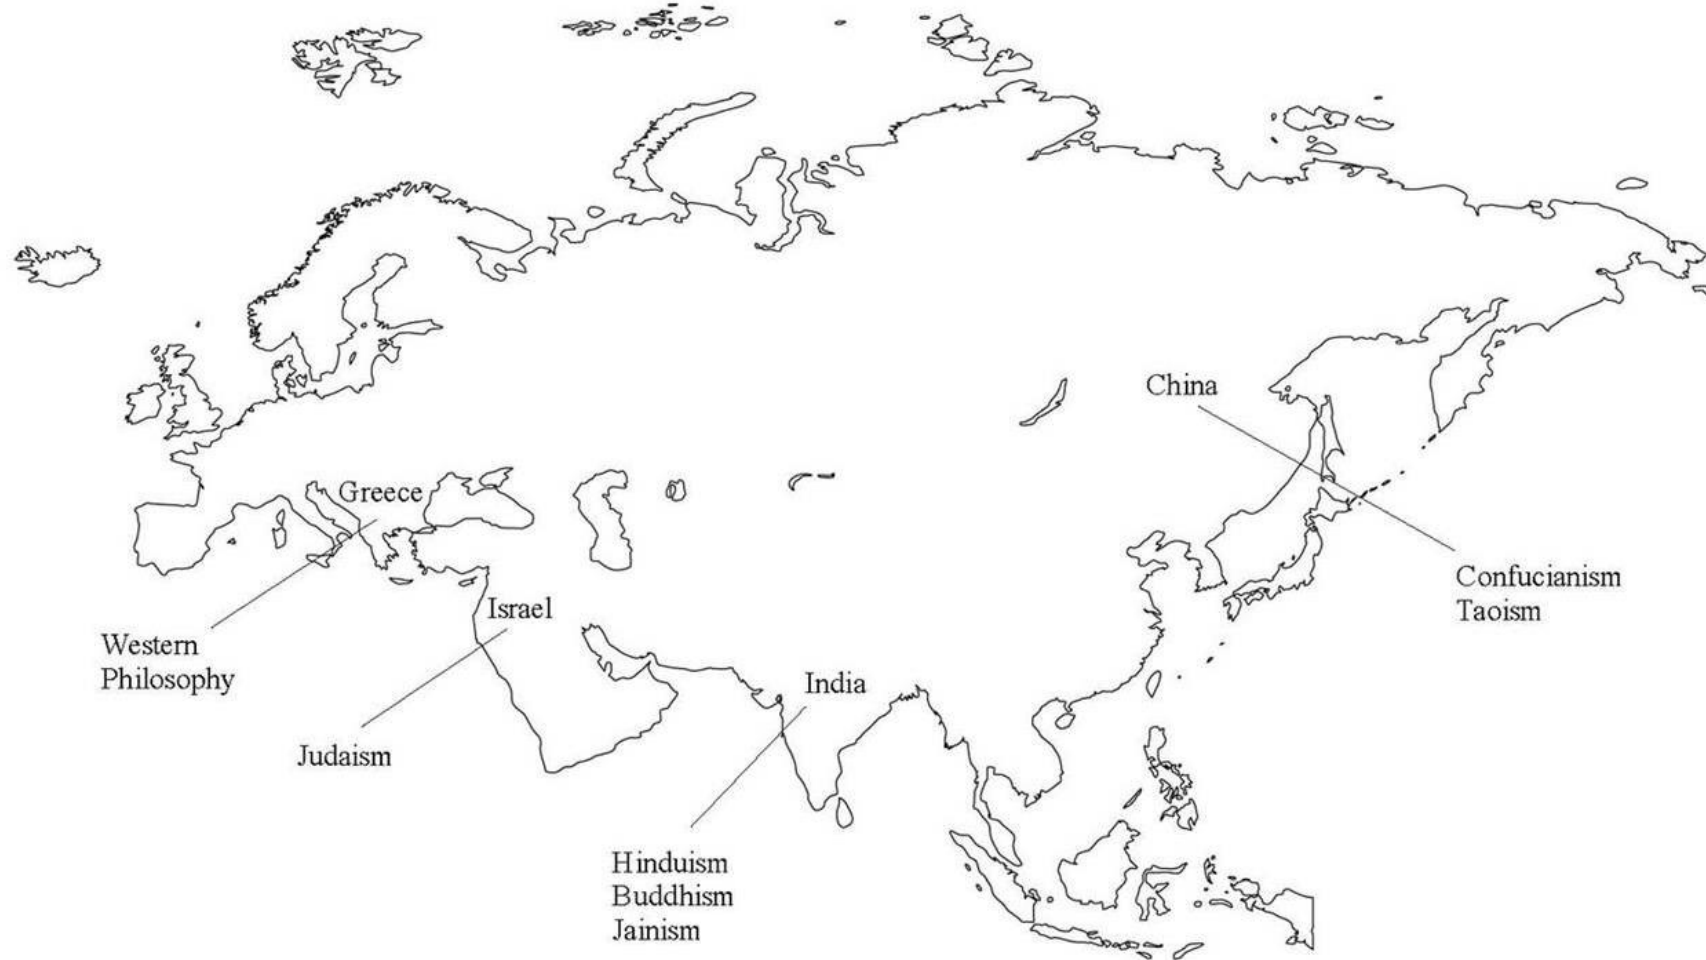 China
Greece
Confucianism
Taoism
Israel
Western
Philosophy
India
Judaism
Hinduism
Buddhism
Jainism